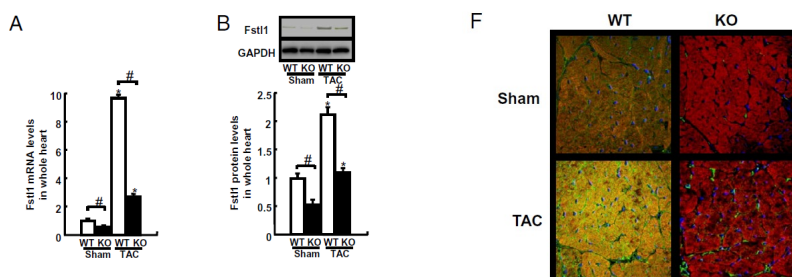 A
Fstl1 mRNA levels
in whole heart
10
8
6
4
2
0
#
#
*
*
WT KO WT KO
Sham TAC
B
Fstl1
GAPDH
WT KO WT KO
Sham TAC
Fstl1 protein levels
in whole heart
2.5
2
1.5
1
0.5
0
#
#
*
*
WT KO WT KO
Sham TAC
F
WT KO
Sham
TAC